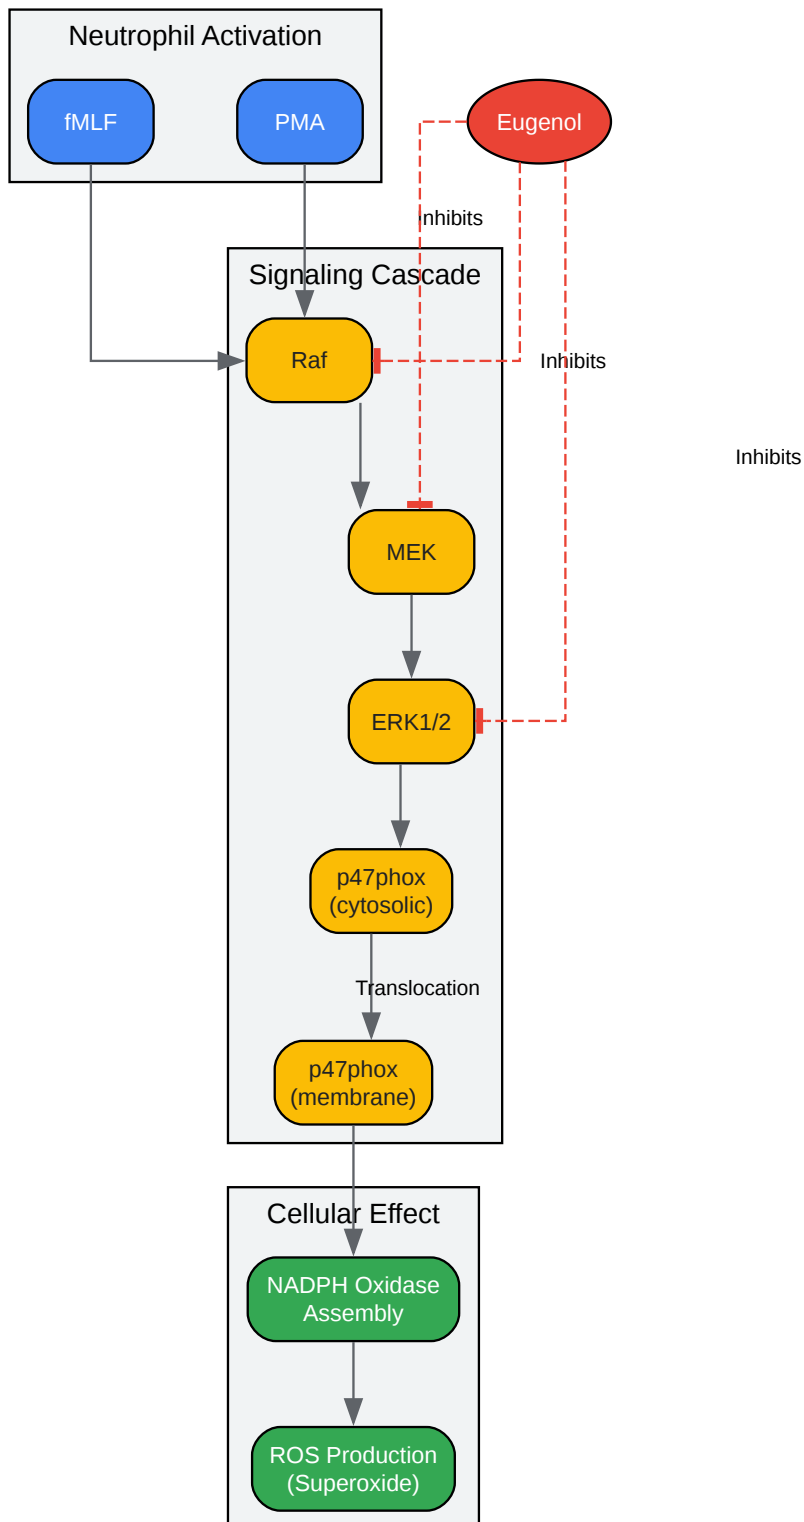 Neutrophil Activation
fMLF
PMA
Eugenol
Inhibits
Signaling Cascade
Raf
Inhibits
Inhibits
MEK
ERK1/2
p47phox
(cytosolic)
Translocation
p47phox
(membrane)
Cellular Effect
NADPH Oxidase
Assembly
ROS Production
(Superoxide)